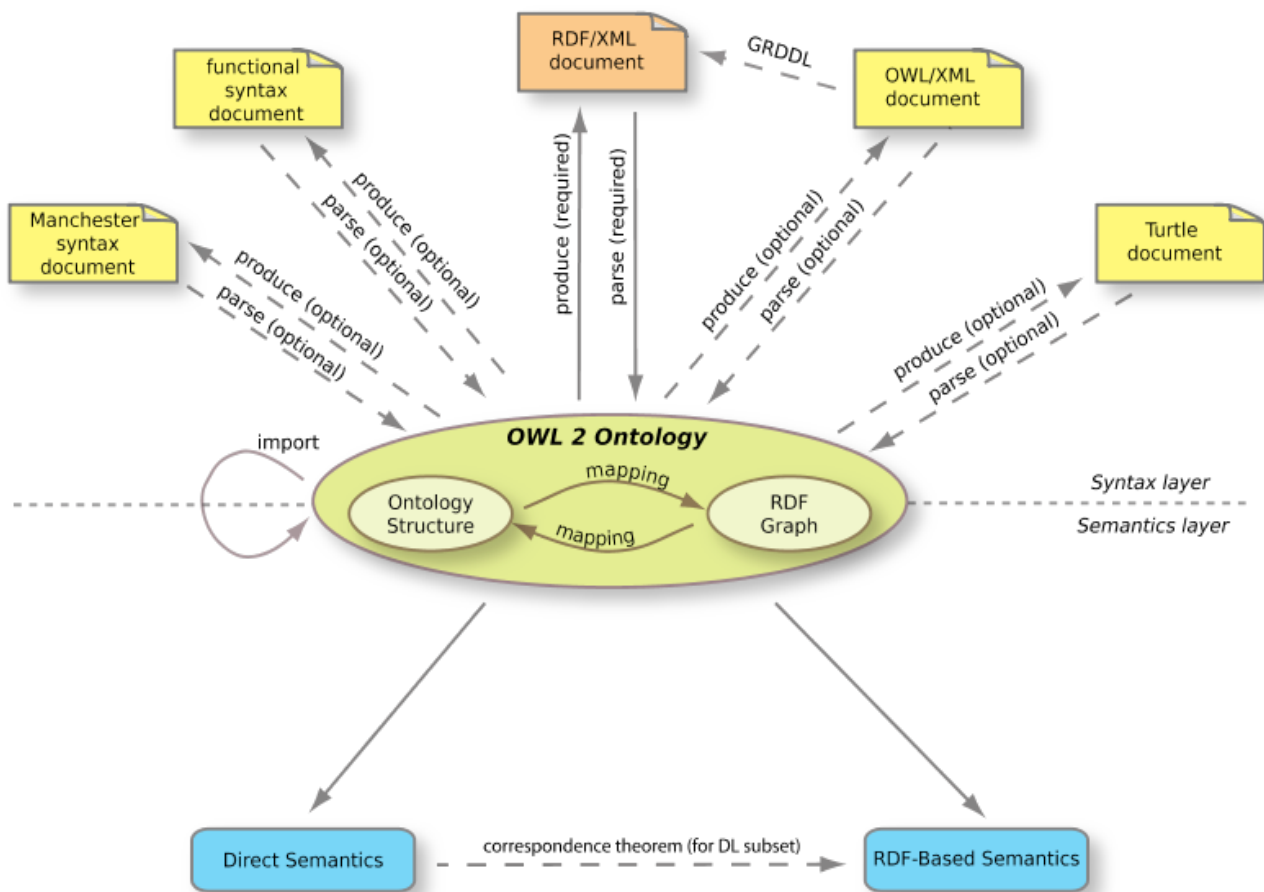 RDF/XML
document
GRDDL
functional
syntax
document
OWL/XML
document
Manchester
syntax
document
Turtle
document
produce (optional)
parse (optional)
produce (optional)
parse (optional)
produce (required)
parse (required)
produce (optional)
parse (optional)
produce (optional)
parse (optional)
import
OWL 2 Ontology
mapping
Ontology
Structure
RDF
Graph
mapping
Syntax layer
Semantics layer
Direct Semantics
correspondence theorem (for DL subset)
RDF-Based Semantics